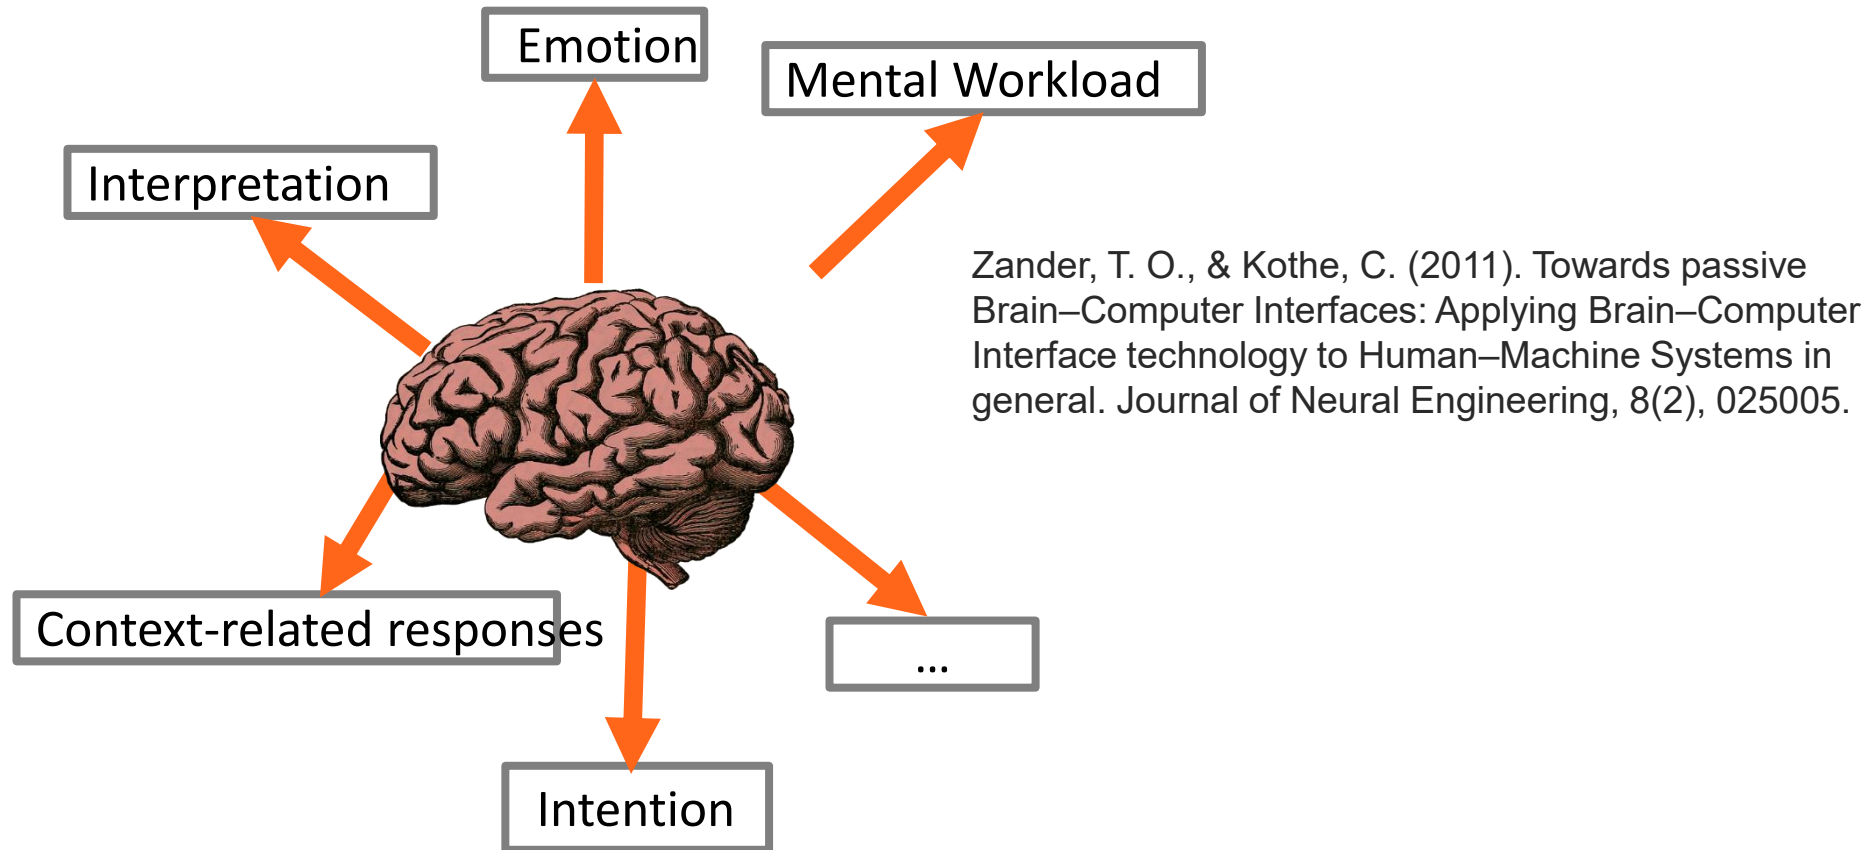 Emotion
Mental Workload
Interpretation
Zander, T. O., & Kothe, C. (2011). Towards passive
Brain–Computer Interfaces: Applying Brain–Computer
Interface technology to Human–Machine Systems in
general. Journal of Neural Engineering, 8(2), 025005.
Context-related responses
...
Intention